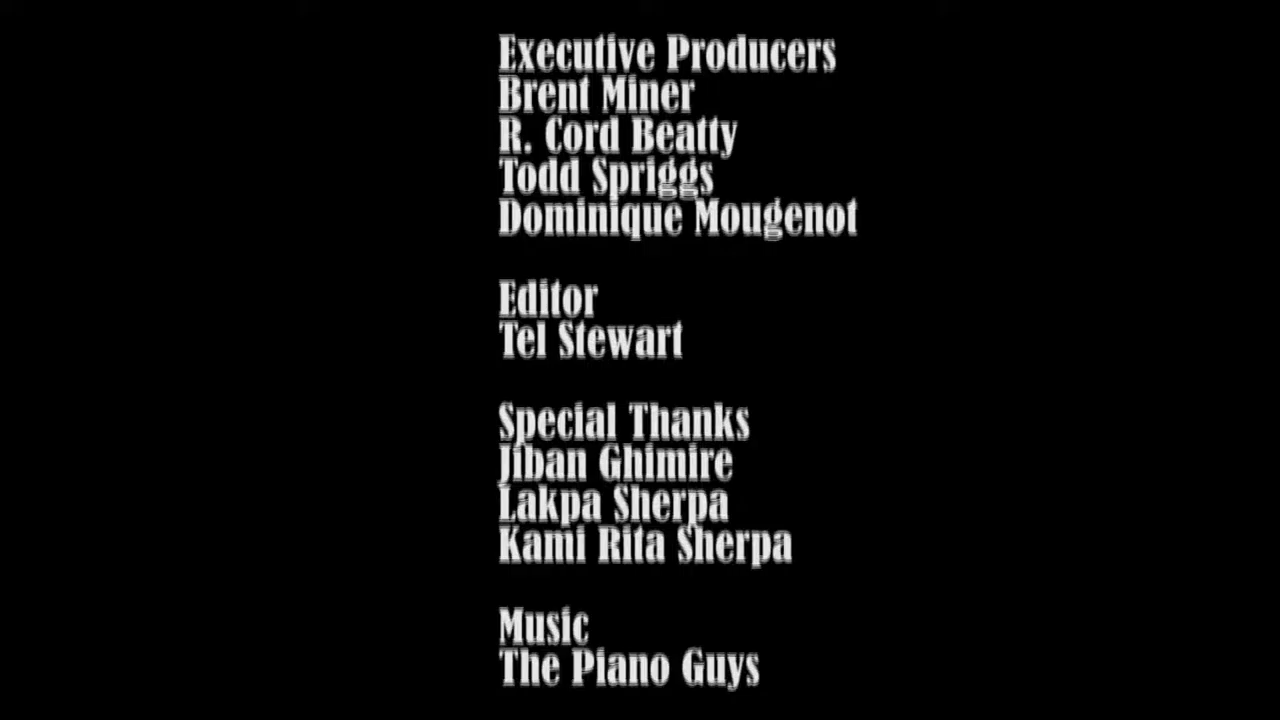 Executive Producers
Brent Miner
R. Cord Beatty
Todd Spriggs
Dominique Mougenot
Editor
Tel Stewart
Special Thanks
Jiban Ghimire
Lakpa Sherpa
Kami Rita Sherpa
Music
The Piano Guys